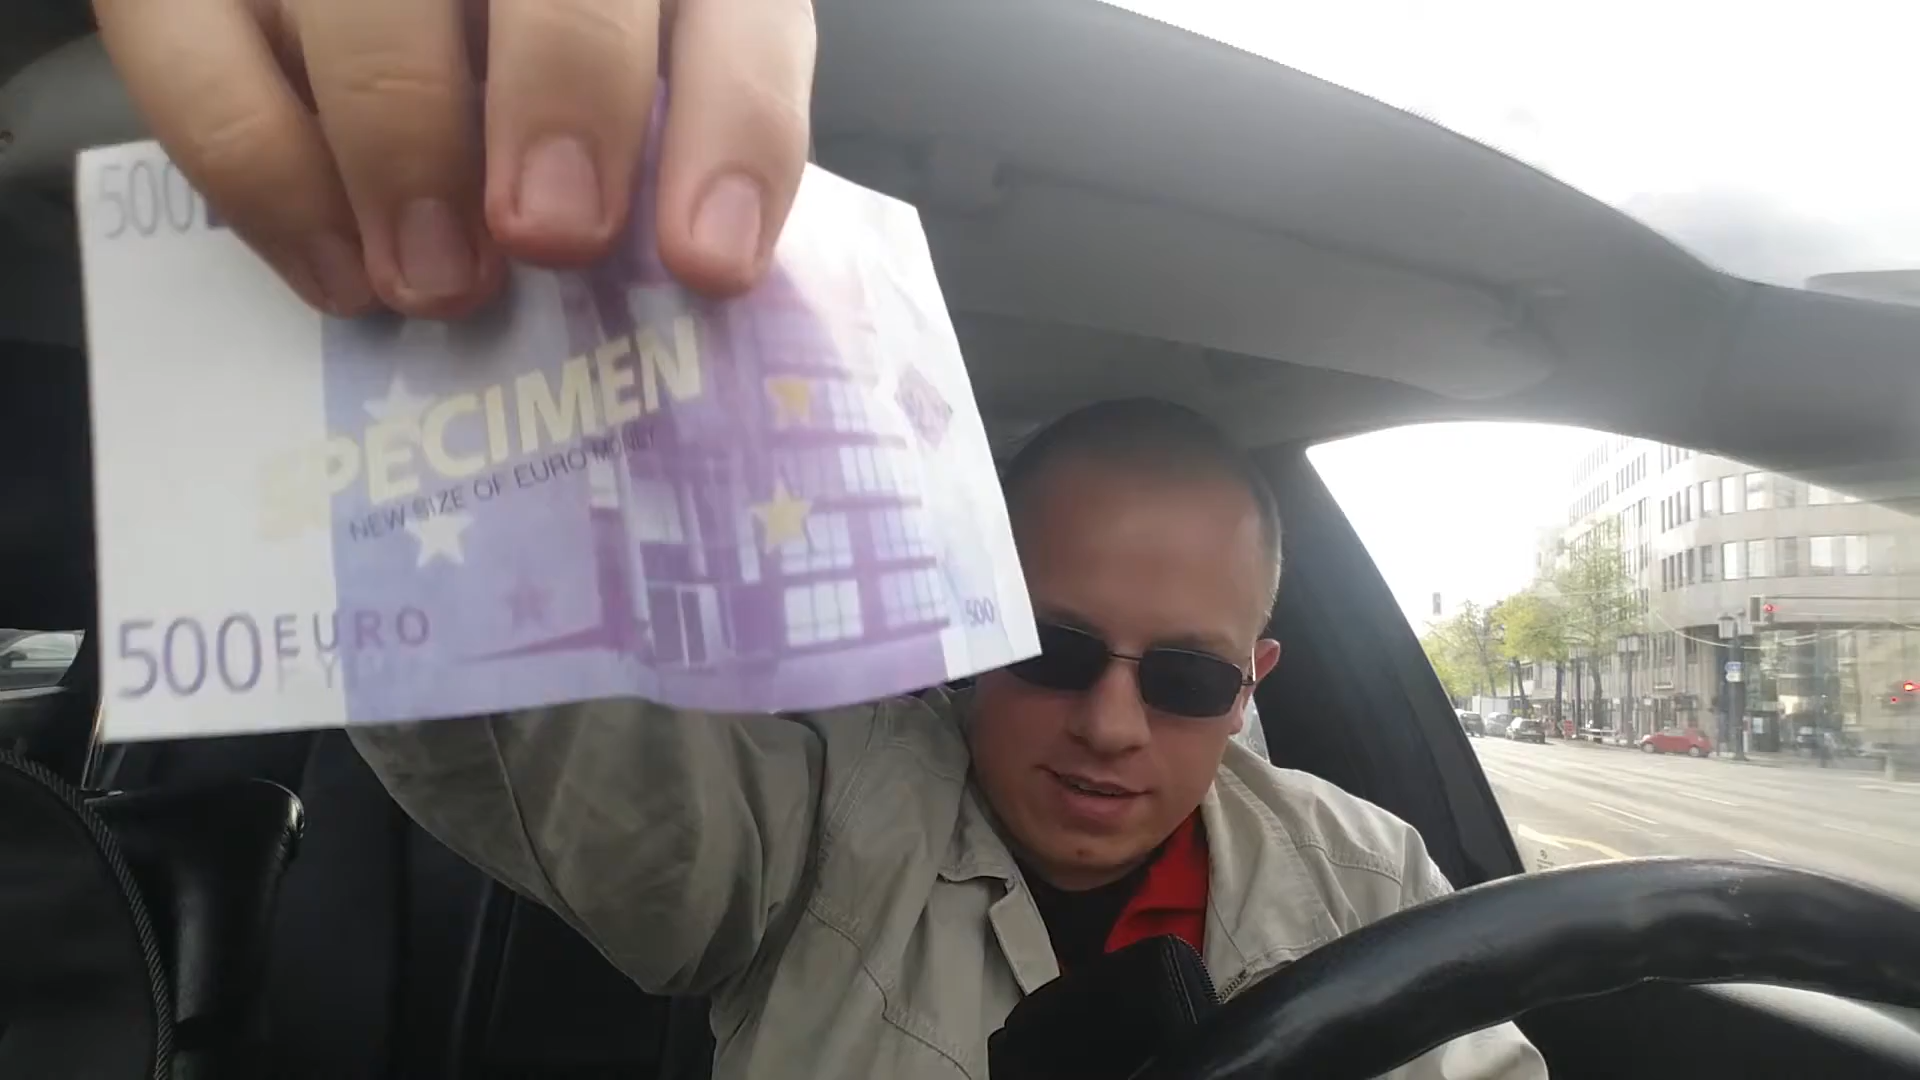 500
SPECIMEN
NEW SIZE OF EURO MONEY
500 EURO
500